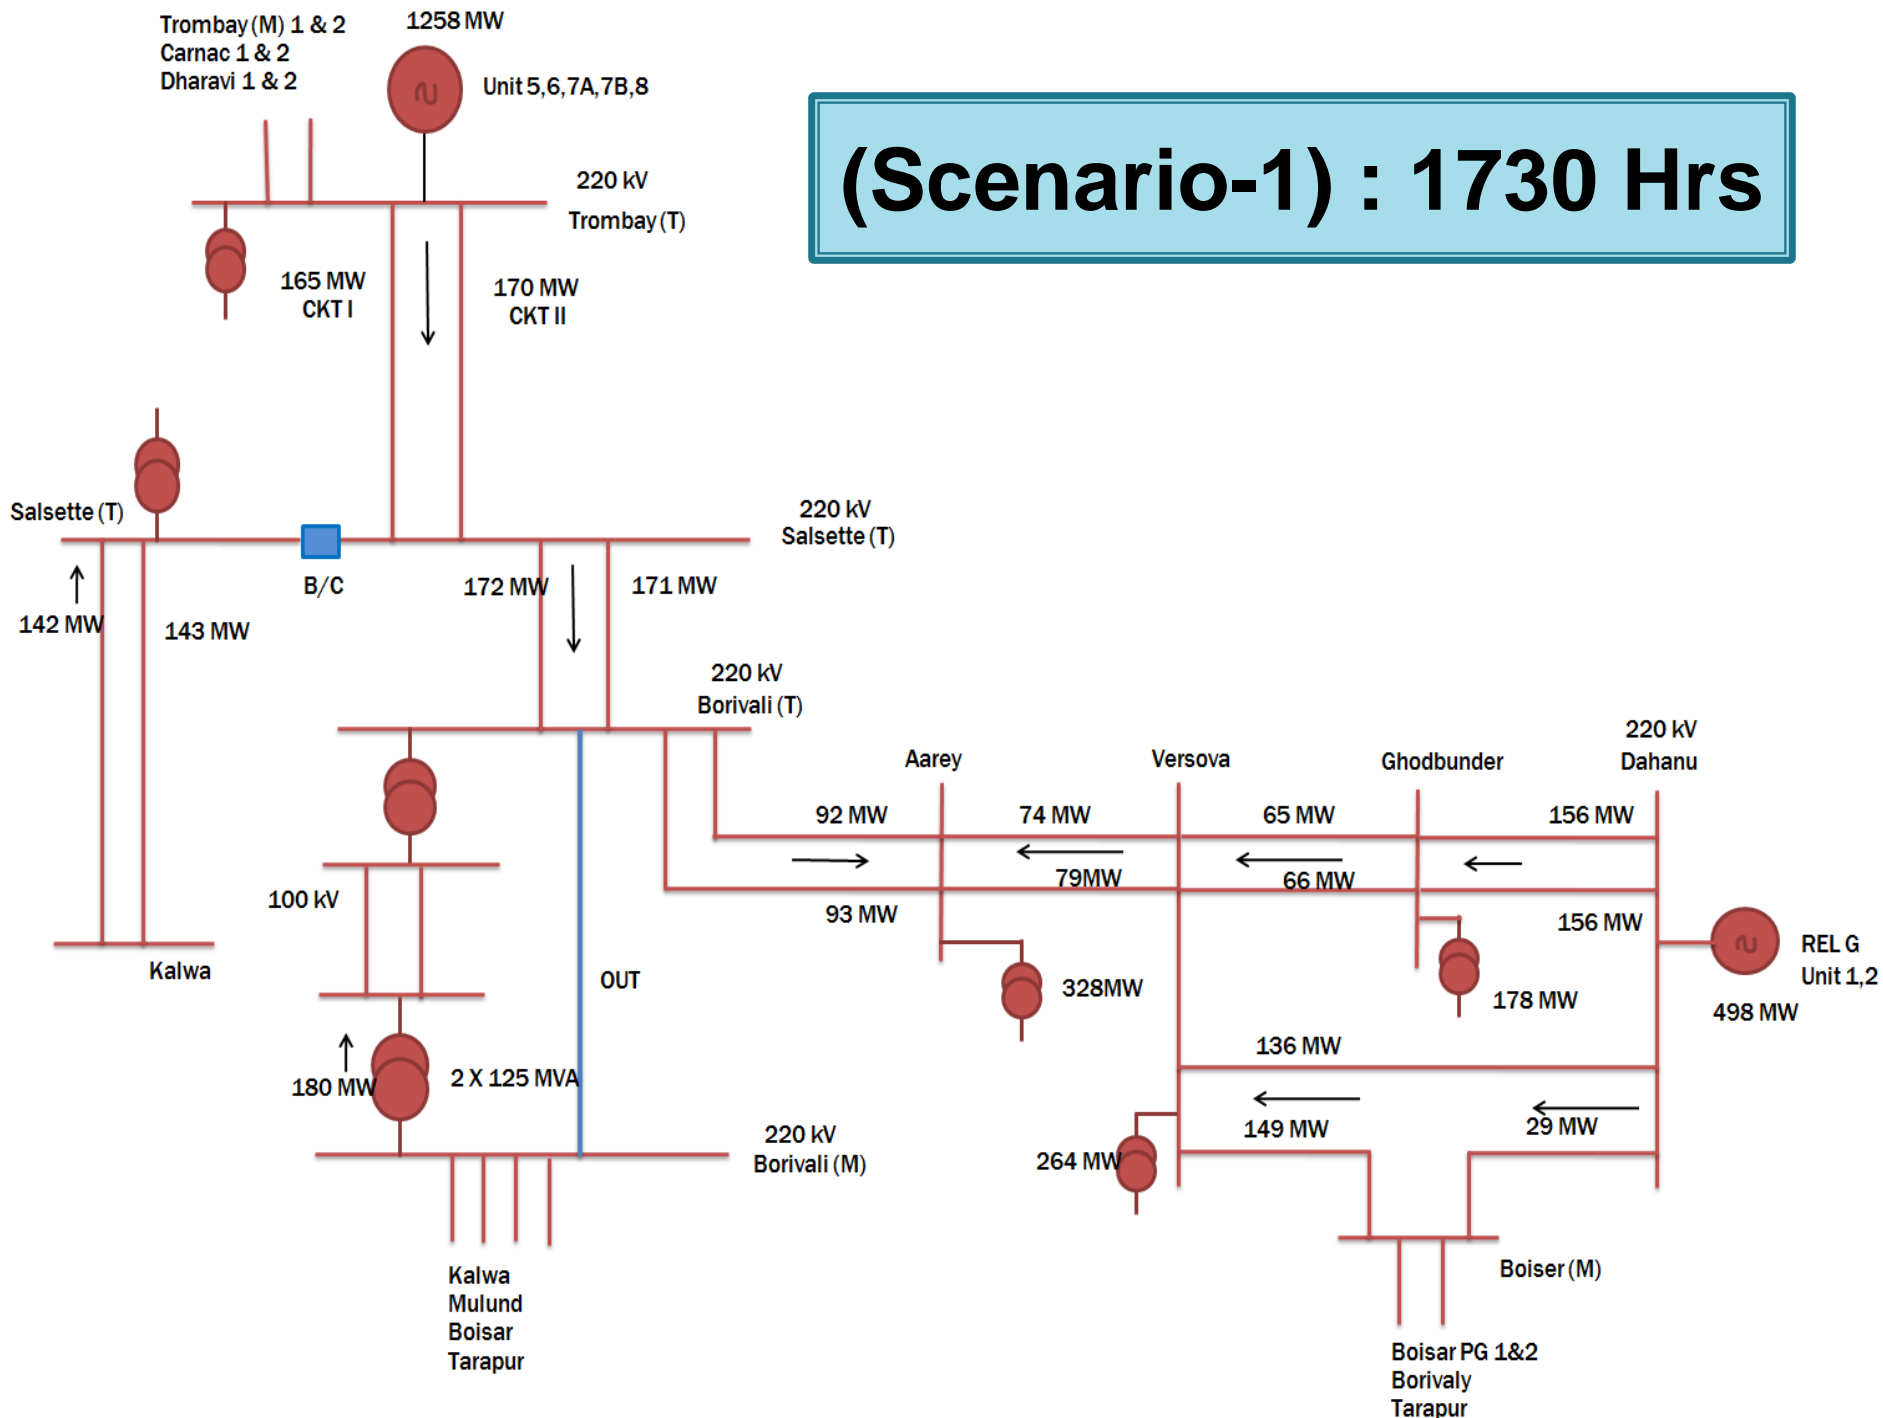 Trombay (M) 1 & 2
Carnac 1 & 2
Dharavi 1 & 2
1258 MW
Unit 5,6,7A,7B,8
(Scenario-1) : 1730 Hrs
220 kV
Trombay (T)
165 MW
CKT I
170 MW
CKT II
Salsette (T)
220 kV
Salsette (T)
B/C
172 MW
171 MW
142 MW
143 MW
220 kV
Borivali (T)
220 kV
Dahanu
Aarey
Versova
Ghodbunder
92 MW
74 MW
65 MW
156 MW
79MW
66 MW
100 kV
93 MW
156 MW
REL G
Unit 1,2
498 MW
Kalwa
OUT
328MW
178 MW
136 MW
180 MW
2 X 125 MVA
149 MW
29 MW
220 kV
Borivali (M)
264 MW
Kalwa
Mulund
Boisar
Tarapur
Boiser (M)
Boisar PG 1&2
Borivaly
Tarapur